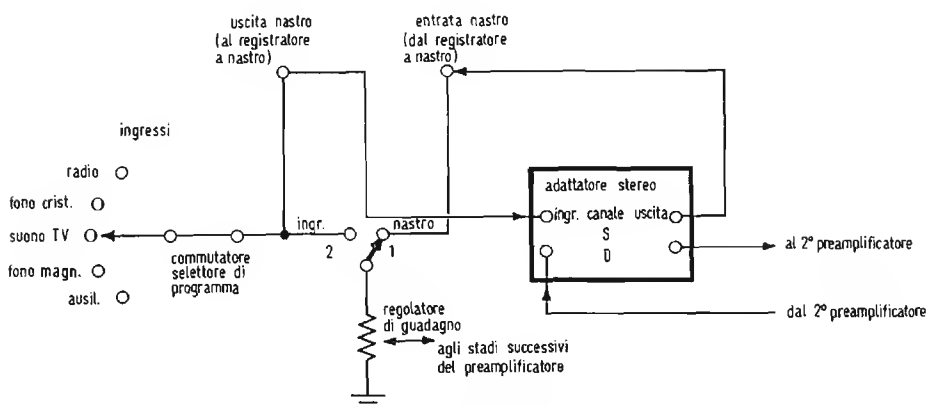 uscita nastro
(al registratore
a nastro)
entrata nastro
(dal registratore
a nastro)
ingressi
radio
fono crist.
suono TV
fono magn.
ausil.
commutatore
selettore di
programma
ingr.
2
nastro
1
regolatore
di guadagno
agli stadi successivi
del preamplificatore
adattatore stereo
ingr. canale uscita
S
D
al 2° preamplificatore
dal 2° preamplificatore